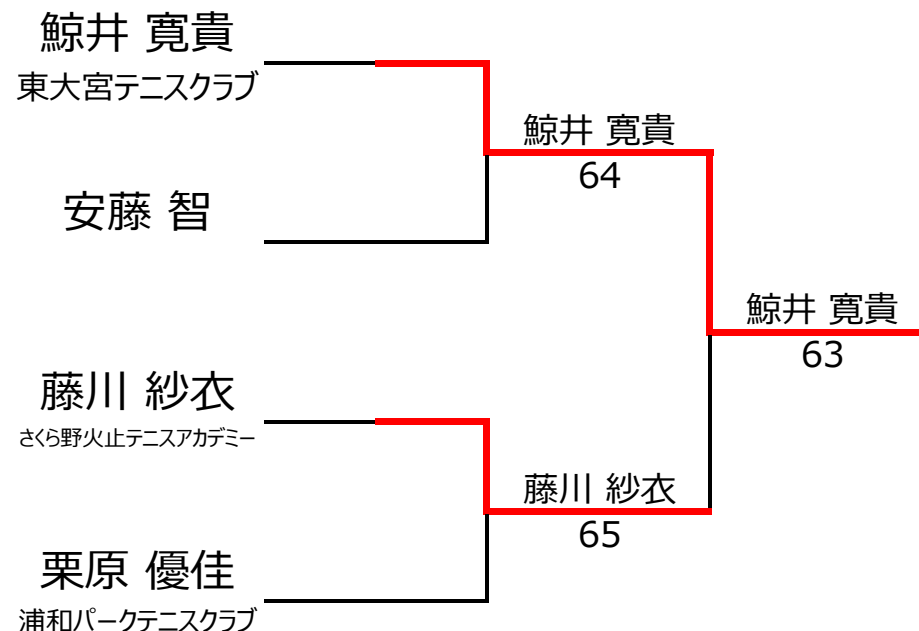 鯨井 寛貴
東大宮テニスクラブ
鯨井 寛貴
64
安藤 智
鯨井 寛貴
63
藤川 紗衣
さくら野火止テニスアカデミー
藤川 紗衣
65
栗原 優佳
浦和パークテニスクラブ